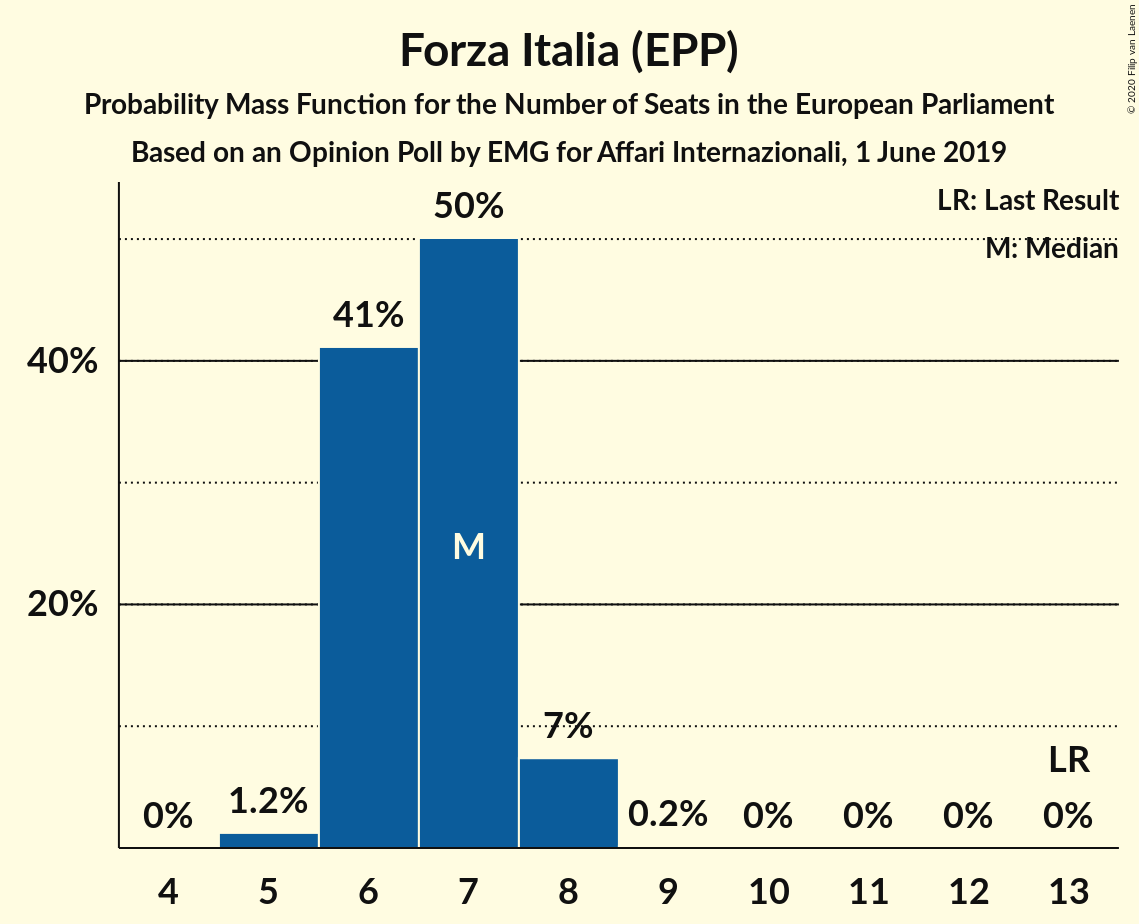 Forza Italia (EPP)
Probability Mass Function for the Number of Seats in the European Parliament
Based on an Opinion Poll by EMG for Affari Internazionali, 1 June 2019
© 2020 Filip van Laenen
LR: Last Result
M: Median
50%
41%
40%
M
20%
7%
LR
0%
1.2%
0.2%
0%
0%
0%
0%
4 5 6 7 8 9 10 11 12 13